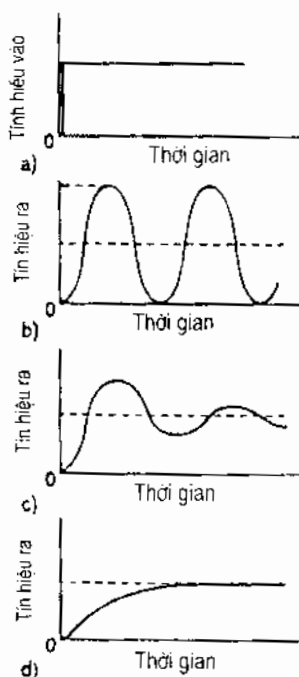 Tính hiệu vào
0
Thời gian
a)
Tín hiệu ra
0
Thời gian
b)
Tín hiệu ra
0
Thời gian
c)
Tín hiệu ra
0
Thời gian
d)